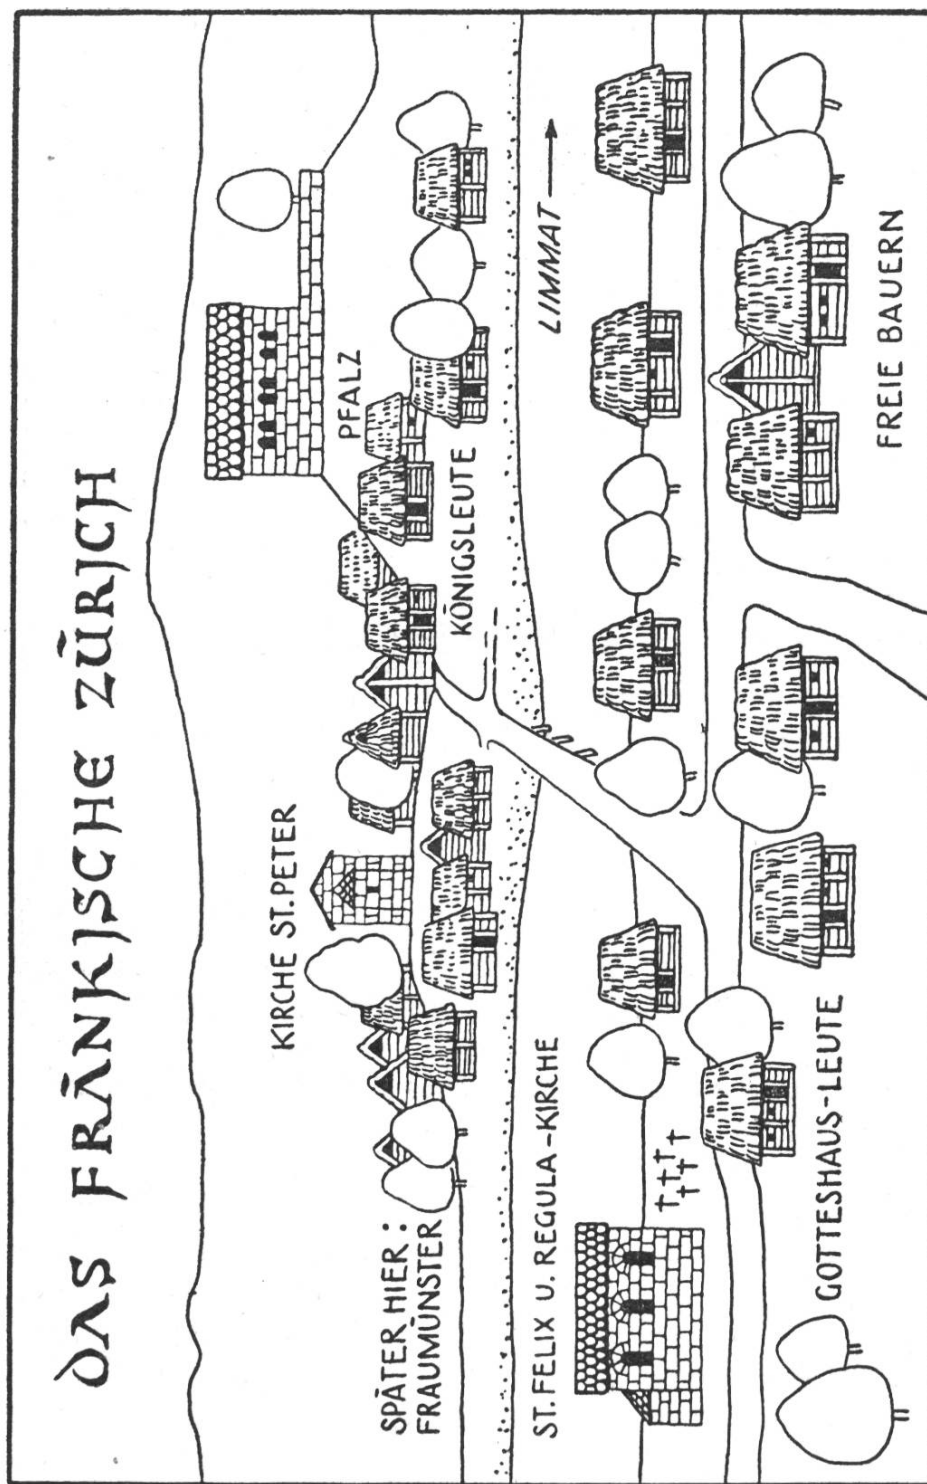 DAS FRÄNKISCHE ZÜRICH
PFALZ
KÖNIGSLEUTE
KIRCHE ST. PETER
SPÄTER HIER:
FRAUMÜNSTER
LIMMAT
ST. FELIX U. REGULA-KIRCHE
FREIE BAUERN
GOTTESHAUS-LEUTE